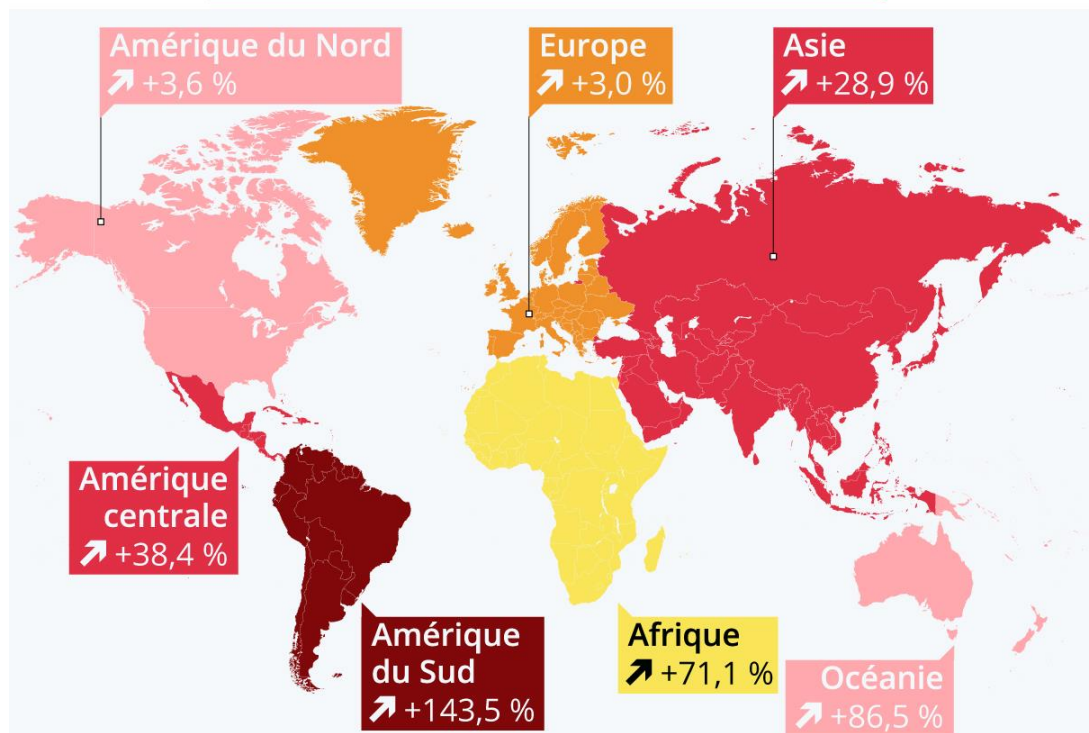 Amérique du Nord
+3,6 %
Europe
+3,0 %
Asie
+28,9 %
Amérique
centrale
+38,4 %
Amérique
du Sud
+143,5 %
Afrique
+71,1 %
Océanie
+86,5 %